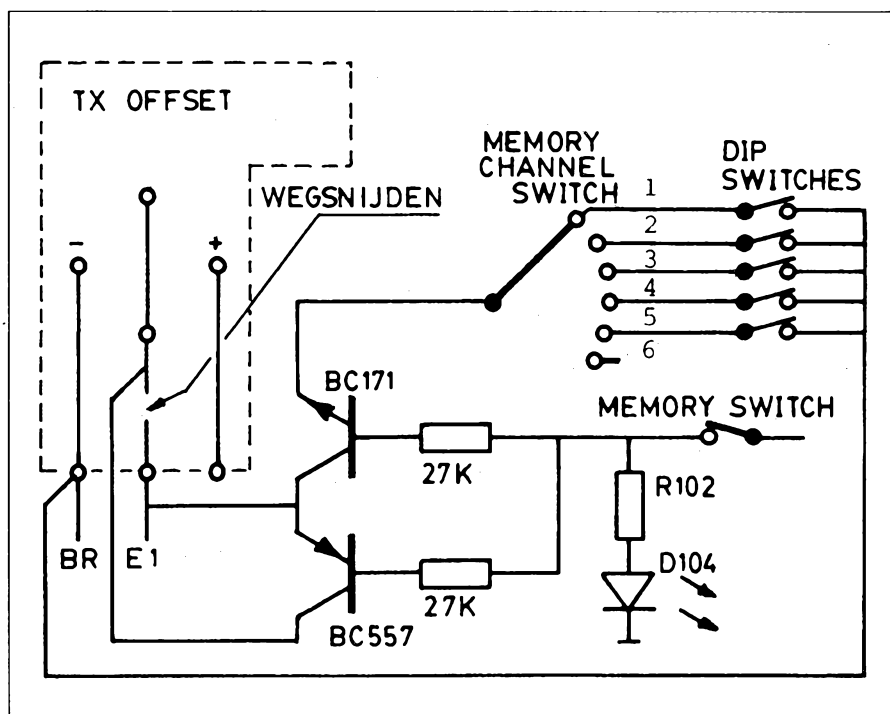 TX OFFSET
MEMORY
CHANNEL
SWITCH
DIP
SWITCHES
WEGSNIJDEN
1
2
3
4
5
6
-
+
BC171
MEMORY SWITCH
27K
R102
BR
E1
D104
27K
BC557